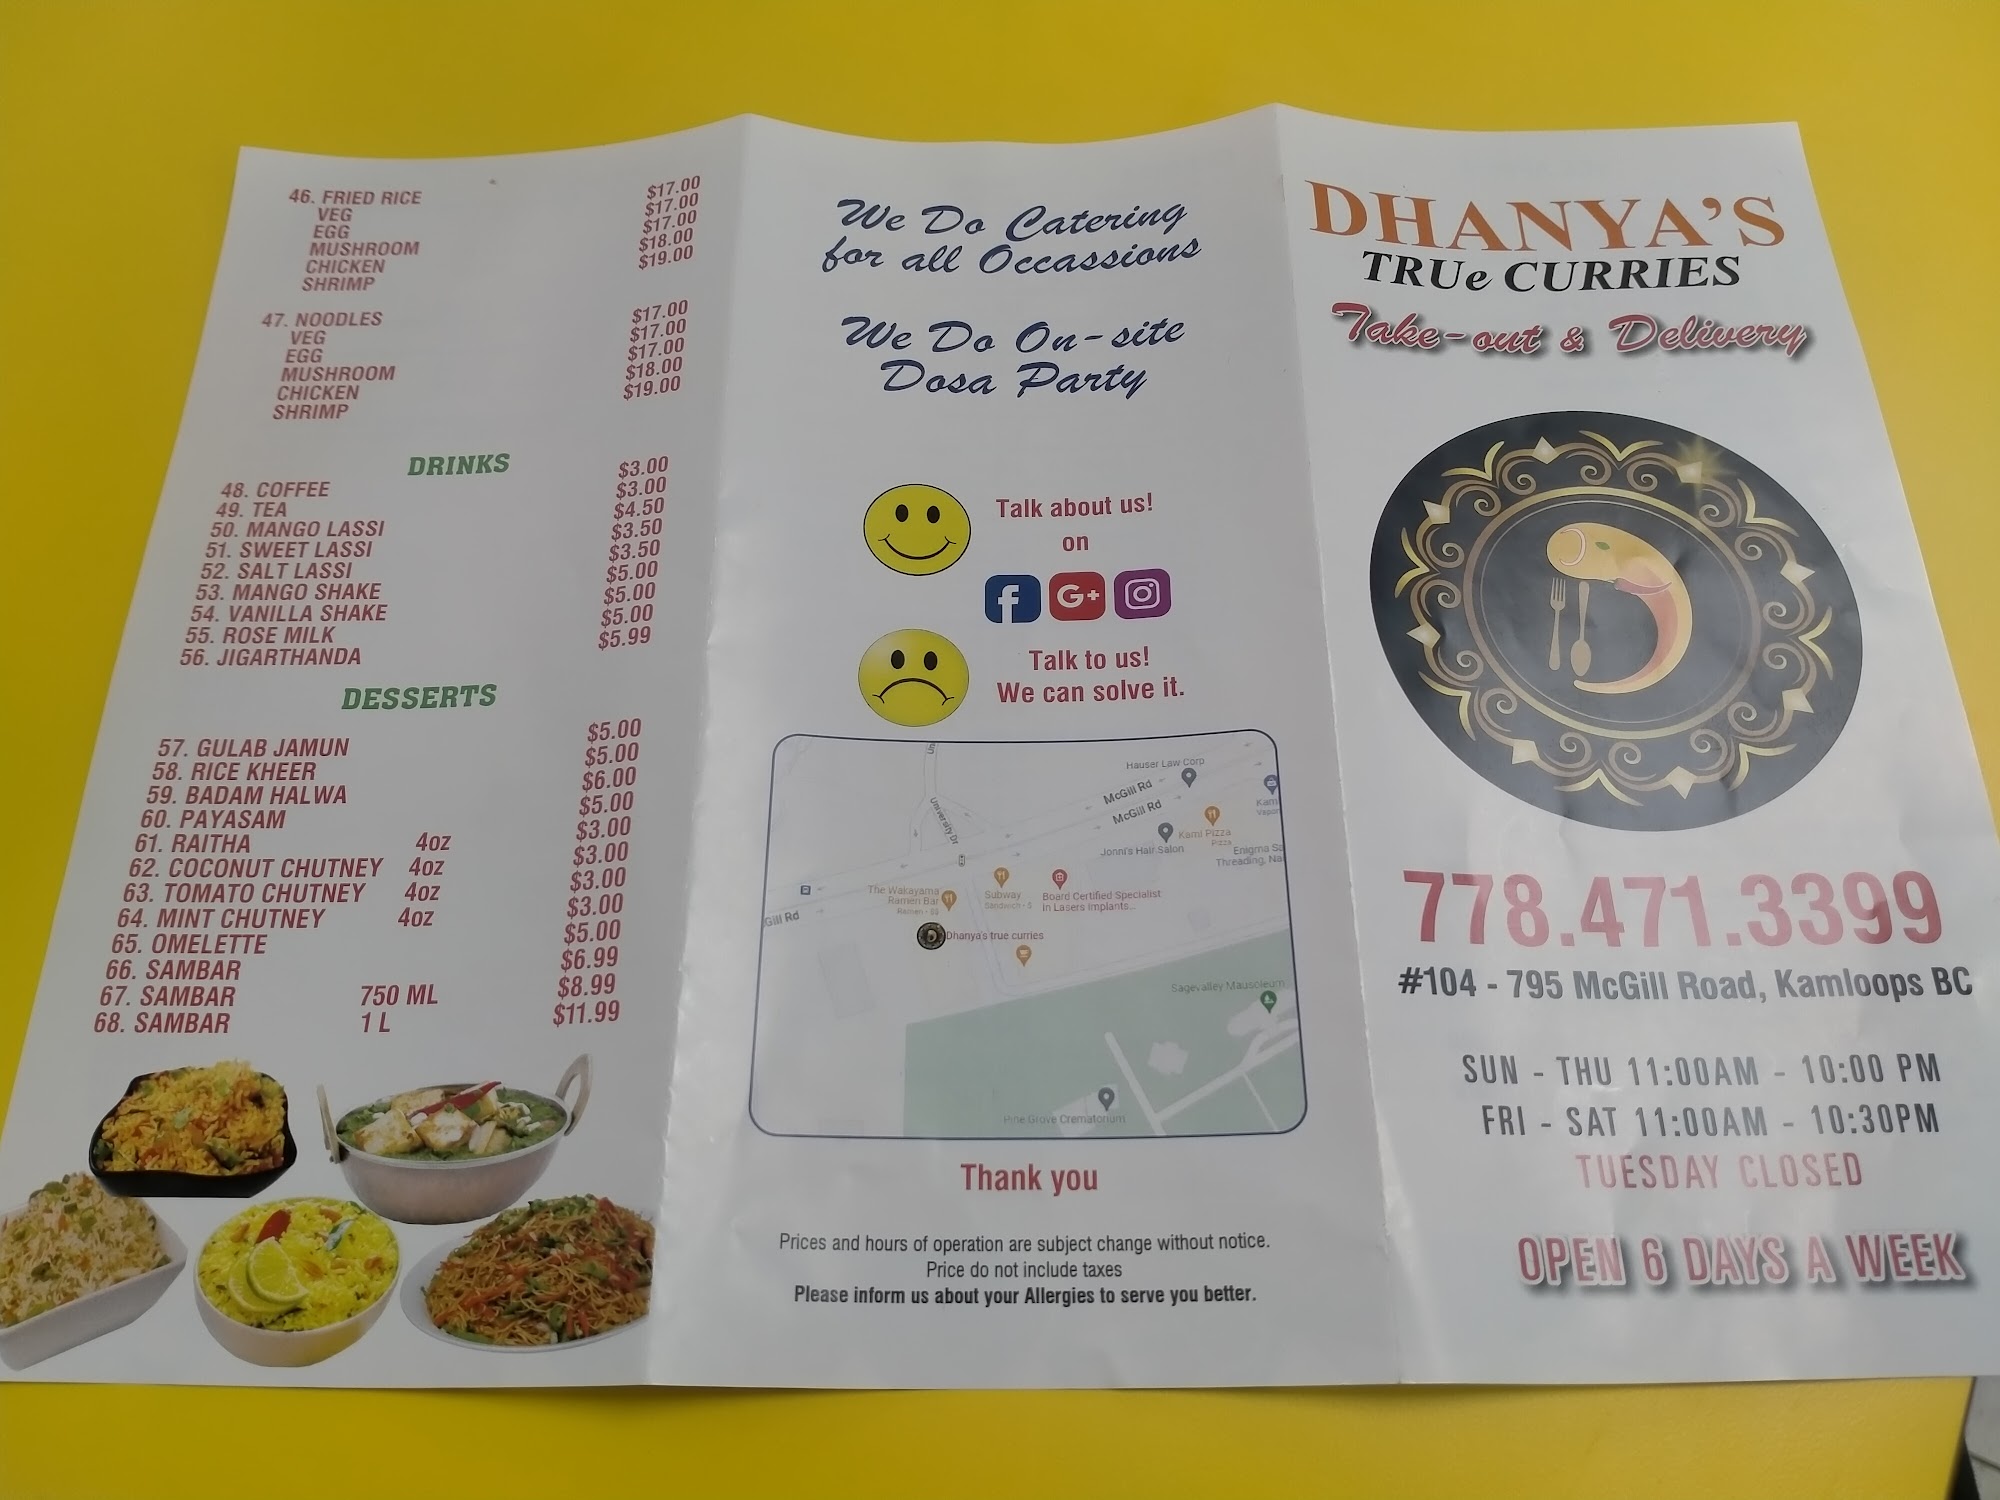 46. FRIED RICE
VEG $17.00
EGG $17.00
MUSHROOM $17.00
CHICKEN $18.00
SHRIMP $19.00
47. NOODLES
VEG $17.00
EGG $17.00
MUSHROOM $17.00
CHICKEN $18.00
SHRIMP $19.00
DRINKS
48. COFFEE $3.00
49. TEA $3.00
50. MANGO LASSI $4.50
51. SWEET LASSI $3.50
52. SALT LASSI $3.50
53. MANGO SHAKE $5.00
54. VANILLA SHAKE $5.00
55. ROSE MILK $5.00
56. JIGARTHANDA $5.99
DESSERTS
57. GULAB JAMUN $5.00
58. RICE KHEER $5.00
59. BADAM HALWA $6.00
60. PAYASAM $5.00
61. RAITHA 4oz $3.00
62. COCONUT CHUTNEY 4oz $3.00
63. TOMATO CHUTNEY 4oz $3.00
64. MINT CHUTNEY 4oz $3.00
65. OMELETTE $5.00
66. SAMBAR $6.99
67. SAMBAR 750 ML $8.99
68. SAMBAR 1 L $11.99
We Do Catering
for all Occassions
We Do On-site
Dosa Party
Talk about us!
on
f G+
Talk to us!
We can solve it.
Hauser Law Corp
McGill Rd
McGill Rd
University Dr
Kami Pizza
Pizza
Jonni's Hair Salon
Threading, Na
The Wakayama
Ramen Bar
Ramen
Subway
Sandwich
Board Certified Specialist
In Lasers Implants...
Gill Rd
Dhanya's true curries
Sagevalley Mausoleum
Pine Grove Crematorium
Thank you
Prices and hours of operation are subject change without notice.
Price do not include taxes
Please inform us about your Allergies to serve you better.
DHANYA'S
TRUe CURRIES
Take-out & Delivery
778.471.3399
#104 - 795 McGill Road, Kamloops BC
SUN - THU 11:00AM - 10:00 PM
FRI - SAT 11:00AM - 10:30PM
TUESDAY CLOSED
OPEN 6 DAYS A WEEK